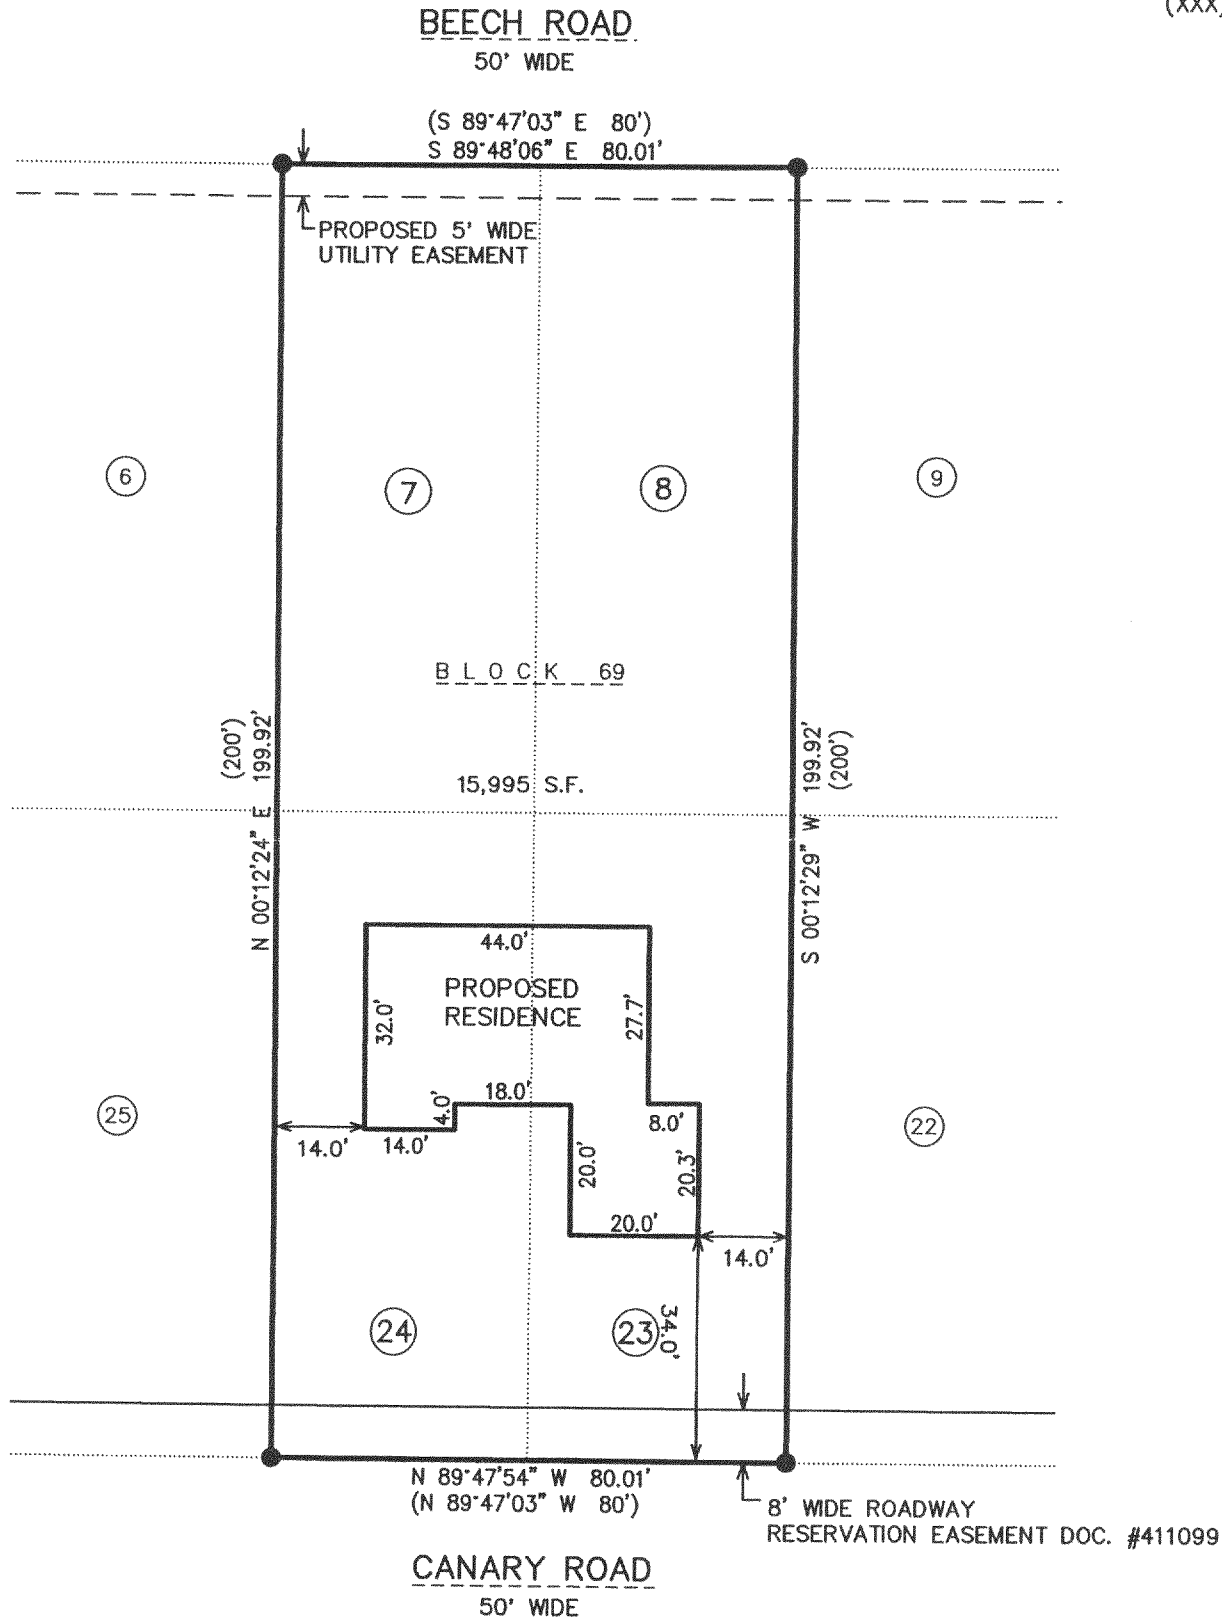 (XXX)
BEECH ROAD
50' WIDE
(S 89°47'03" E 80')
S 89°48'06" E 80.01'
PROPOSED 5' WIDE
UTILITY EASEMENT
6
7
8
9
BLOCK 69
(200')
N 00°12'24" E 199.92'
S 00°12'29" W 199.92'
(200')
15,995 S.F.
44.0'
PROPOSED
RESIDENCE
32.0'
27.7'
18.0'
4.0'
8.0'
25
22
14.0'
14.0'
20.0'
20.3'
20.0'
14.0'
24
23
34.0'
N 89°47'54" W 80.01'
(N 89°47'03" W 80')
8' WIDE ROADWAY
RESERVATION EASEMENT DOC. #411099
CANARY ROAD
50' WIDE